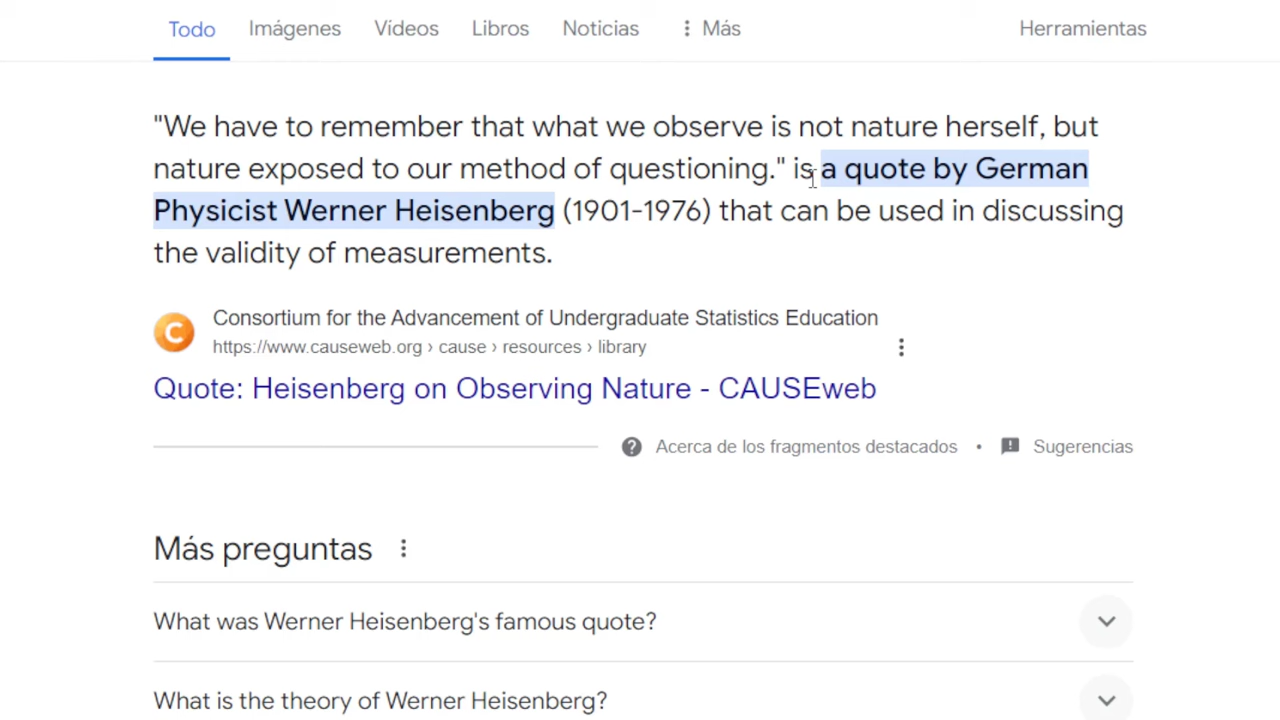 Todo Imágenes Vídeos Libros Noticias Más Herramientas
"We have to remember that what we observe is not nature herself, but
nature exposed to our method of questioning." is a quote by German
Physicist Werner Heisenberg (1901-1976) that can be used in discussing
the validity of measurements.
C
Consortium for the Advancement of Undergraduate Statistics Education
https://www.causeweb.org › cause › resources › library
Quote: Heisenberg on Observing Nature - CAUSEweb
Acerca de los fragmentos destacados • Sugerencias
Más preguntas
What was Werner Heisenberg's famous quote?
What is the theory of Werner Heisenberg?